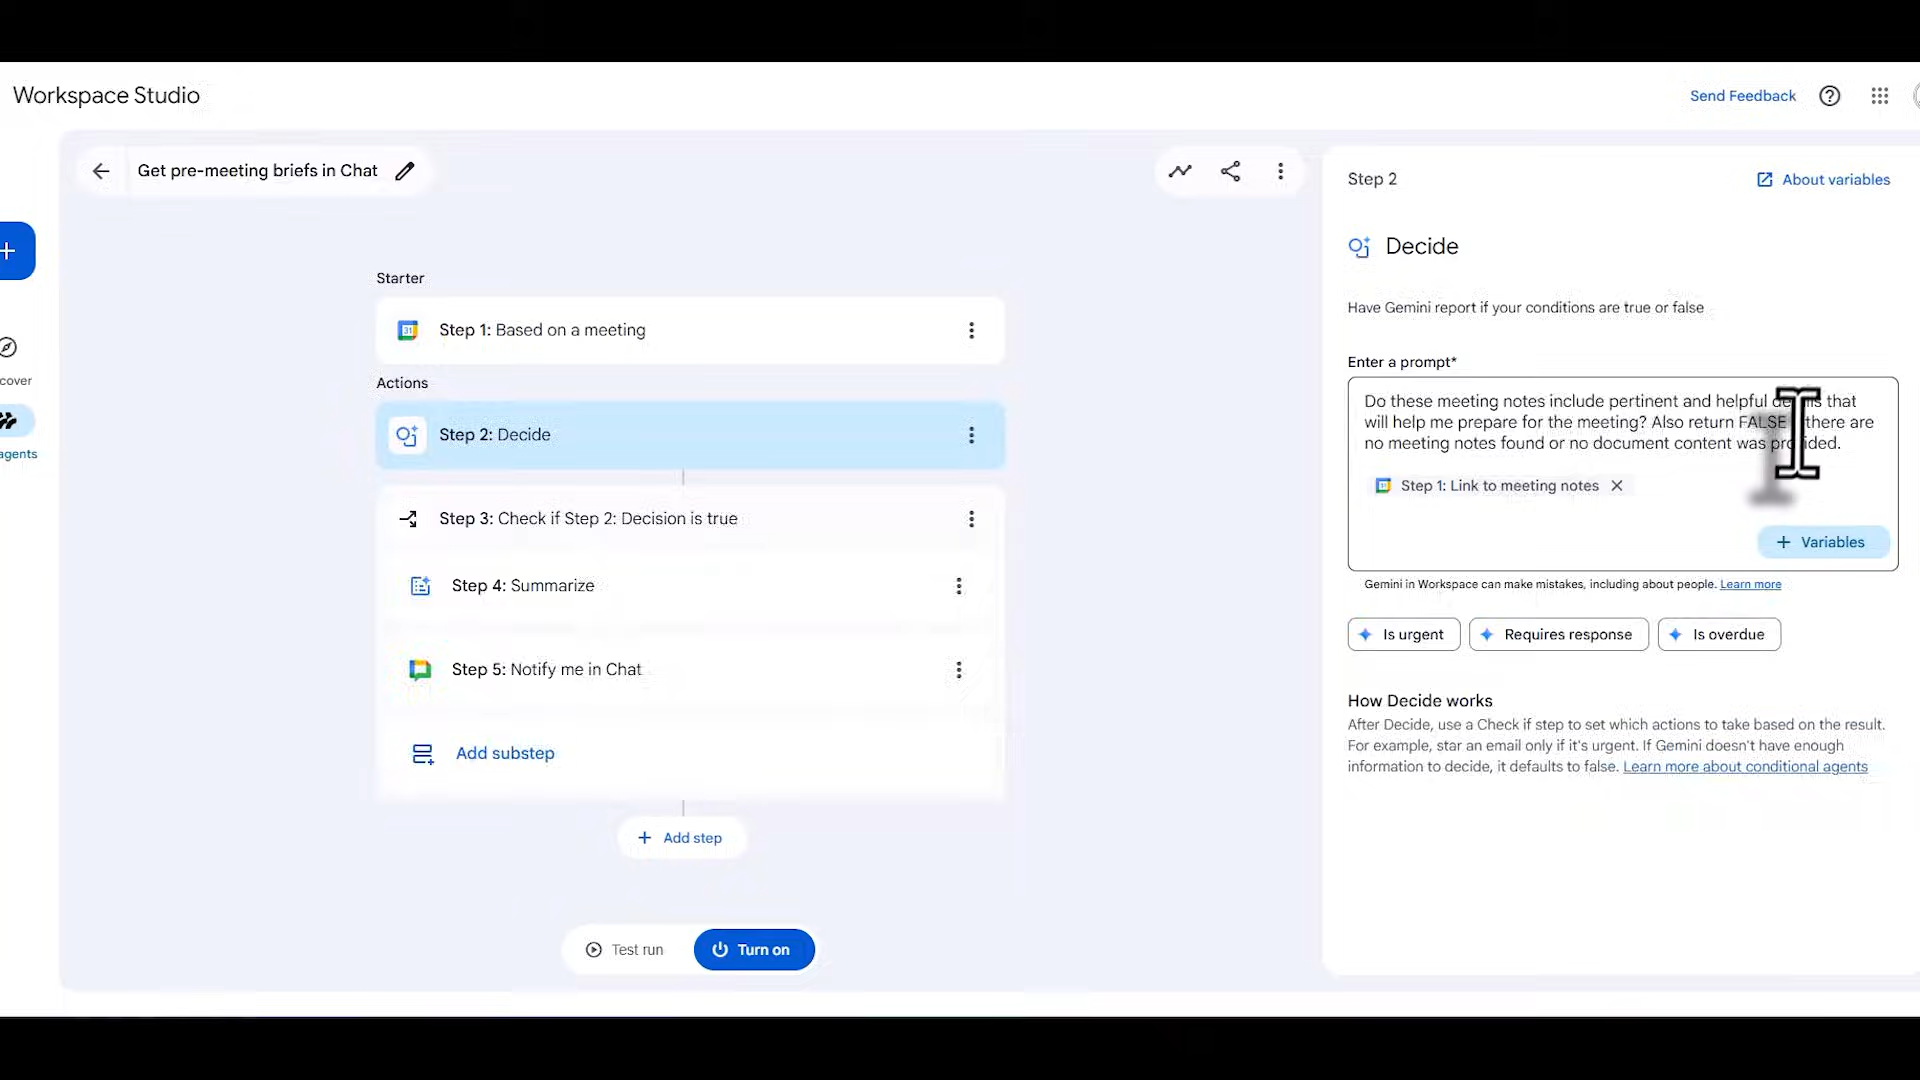 Workspace Studio
Send Feedback
Get pre-meeting briefs in Chat
Step 2
About variables
Starter
Decide
Have Gemini report if your conditions are true or false
Step 1: Based on a meeting
cover
Actions
Enter a prompt*
Do these meeting notes include pertinent and helpful that
will help me prepare for the meeting? Also return FALSE there are
no meeting notes found or no document content was
Step 2: Decide
agents
Step 1: Link to meeting notes
Step 3: Check if Step 2: Decision is true
+ Variables
Gemini in Workspace can make mistakes, including about people. Learn more
Step 4: Summarize
Is urgent
Requires response
Is overdue
Step 5: Notify me in Chat
How Decide works
After Decide, use a Check if step to set which actions to take based on the result.
For example, star an email only if it's urgent. If Gemini doesn't have enough
information to decide, it defaults to false. Learn more about conditional agents
Add substep
+ Add step
Test run
Turn on